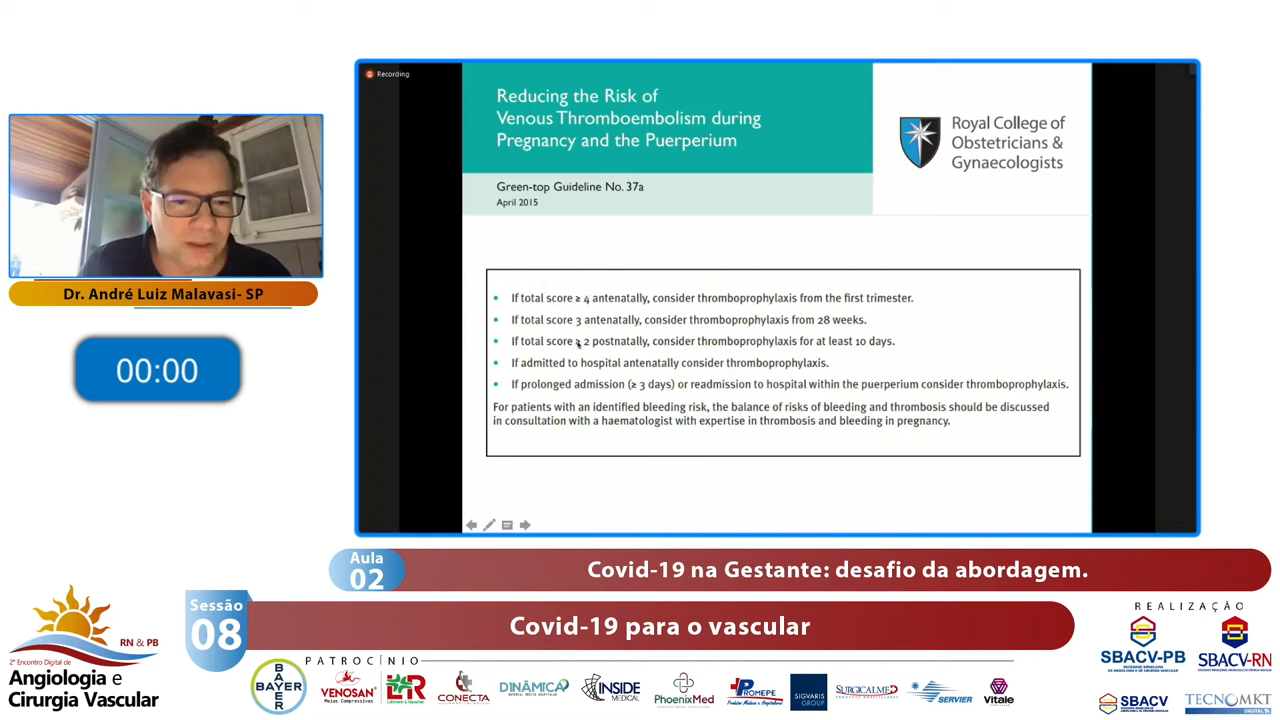 Recording
Reducing the Risk of
Venous Thromboembolism during
Pregnancy and the Puerperium
Green-top Guideline No. 37a
April 2015
Royal College of
Obstetricians &
Gynaecologists
• If total score ≥ 4 antenatally, consider thromboprophylaxis from the first trimester.
• If total score 3 antenatally, consider thromboprophylaxis from 28 weeks.
• If total score ≥ 2 postnatally, consider thromboprophylaxis for at least 10 days.
• If admitted to hospital antenatally consider thromboprophylaxis.
• If prolonged admission (≥ 3 days) or readmission to hospital within the puerperium consider thromboprophylaxis.
For patients with an identified bleeding risk, the balance of risks of bleeding and thrombosis should be discussed
in consultation with a haematologist with expertise in thrombosis and bleeding in pregnancy.
Dr. André Luiz Malavasi- SP
00:00
Aula
02
Covid-19 na Gestante: desafio da abordagem.
Sessão
08
Covid-19 para o vascular
RN & PB
2º Encontro Digital de
Angiologia e
Cirurgia Vascular
PATROCÍNIO
BAYER
BAYER
VENOSAN
Meias Compressivas
L&R
Lohmann & Rauscher
CONECTA
DINÂMICA
INSIDE
MEDICAL
PhoenixMed
PROMEPE
Produtos Médicos e Hospitalares
SIGVARIS
GROUP
SURGICALMED
SERVIER
Vitale
REALIZAÇÃO
SBACV-PB
SBACV-RN
SBACV
TECNOMKT
DIGITAL